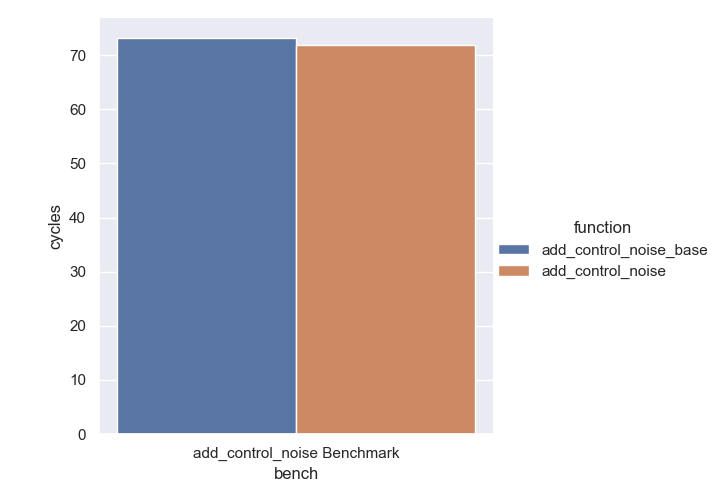 70
60
50
40
30
20
10
0
cycles
add_control_noise Benchmark
bench
function
add_control_noise_base
add_control_noise